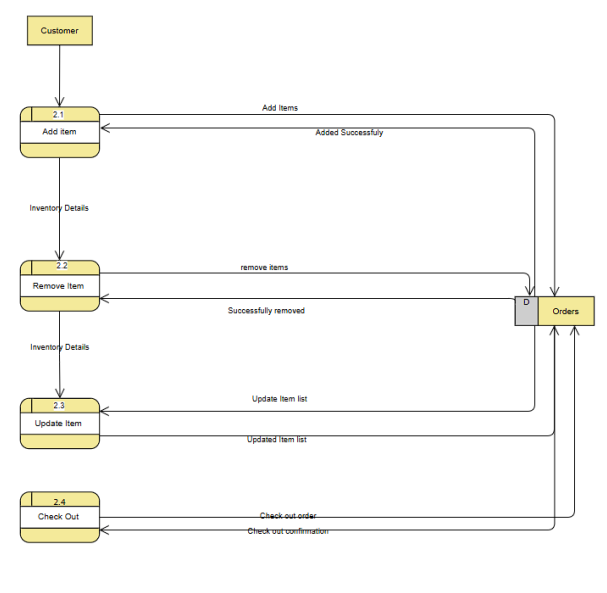 Customer
2.1
Add item
Add Items
Added Successfuly
Inventory Details
2.2
Remove Item
remove items
Successfully removed
D
Orders
Inventory Details
2.3
Update Item
Update Item list
Updated Item list
2.4
Check Out
Check out order
Check out confirmation